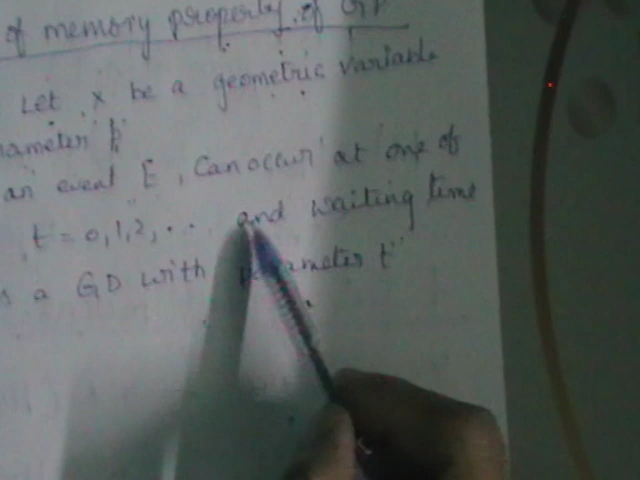 of memory property of GD
Let x be a geometric variable
rameter p
an event E, Can occur at one of
t = 0, 1, 2, ... and waiting time
s a GD with parameter t"